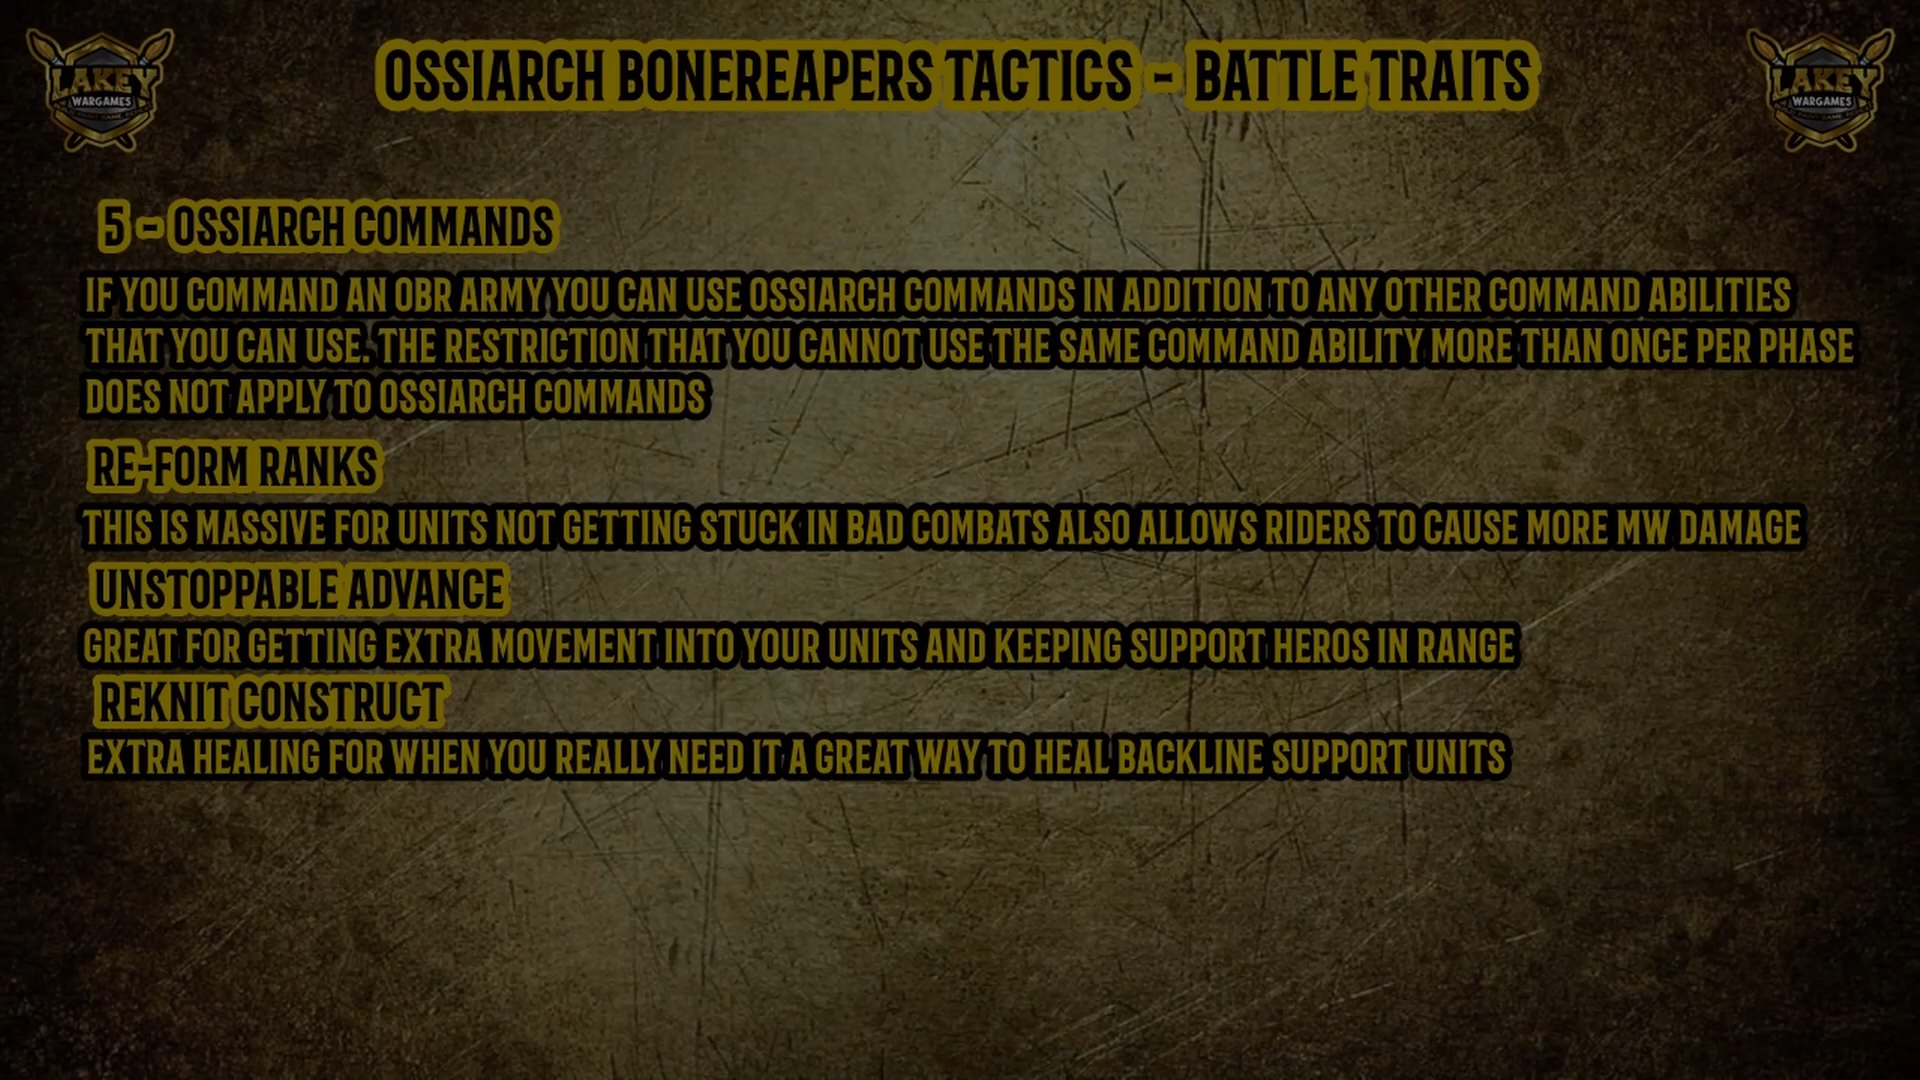 OSSIARCH BONEREAPERS TACTICS - BATTLE TRAITS
LAKEY
WARGAMES
LAKEY
WARGAMES
5 - OSSIARCH COMMANDS
IF YOU COMMAND AN OBR ARMY YOU CAN USE OSSIARCH COMMANDS IN ADDITION TO ANY OTHER COMMAND ABILITIES
THAT YOU CAN USE. THE RESTRICTION THAT YOU CANNOT USE THE SAME COMMAND ABILITY MORE THAN ONCE PER PHASE
DOES NOT APPLY TO OSSIARCH COMMANDS
RE-FORM RANKS
THIS IS MASSIVE FOR UNITS NOT GETTING STUCK IN BAD COMBATS ALSO ALLOWS RIDERS TO CAUSE MORE MW DAMAGE
UNSTOPPABLE ADVANCE
GREAT FOR GETTING EXTRA MOVEMENT INTO YOUR UNITS AND KEEPING SUPPORT HEROS IN RANGE
REKNIT CONSTRUCT
EXTRA HEALING FOR WHEN YOU REALLY NEED IT A GREAT WAY TO HEAL BACKLINE SUPPORT UNITS